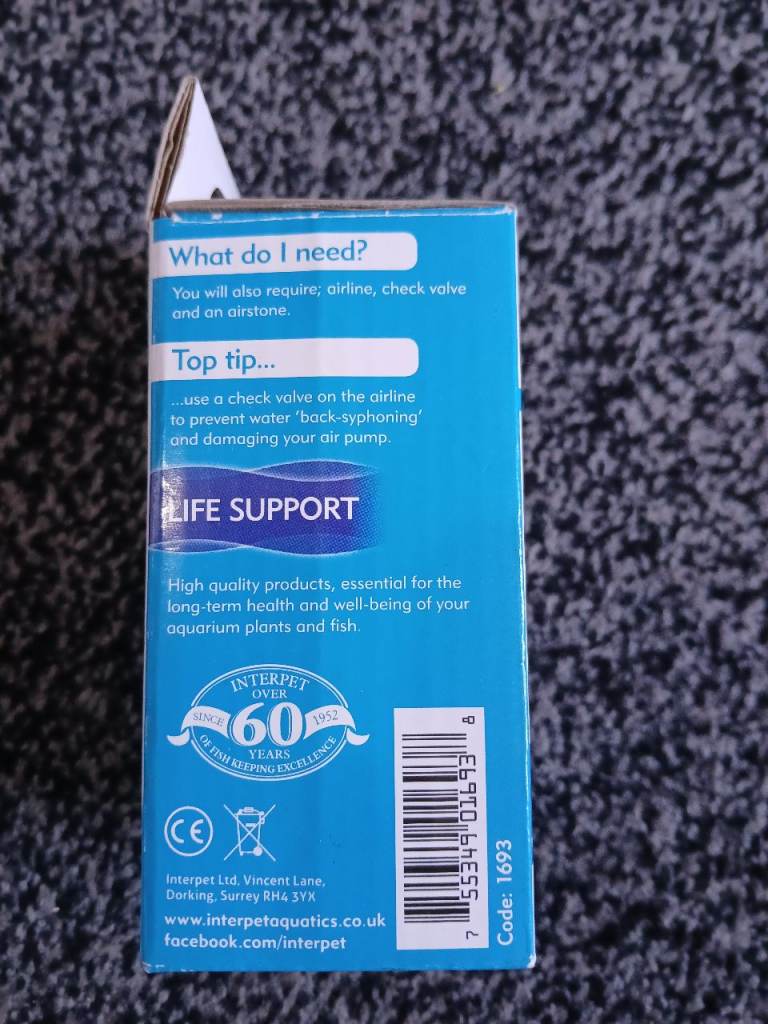 What do I need?
You will also require; airline, check valve
and an airstone.
Top tip...
...use a check valve on the airline
to prevent water 'back-syphoning'
and damaging your air pump.
LIFE SUPPORT
High quality products, essential for the
long-term health and well-being of your
aquarium plants and fish.
INTERPET
OVER
SINCE 60 1952
YEARS
OF FISH KEEPING EXCELLENCE
CE
Interpet Ltd, Vincent Lane,
Dorking, Surrey RH4 3YX
www.interpetaquatics.co.uk
facebook.com/interpet
7 55349 01693 8
Code: 1693